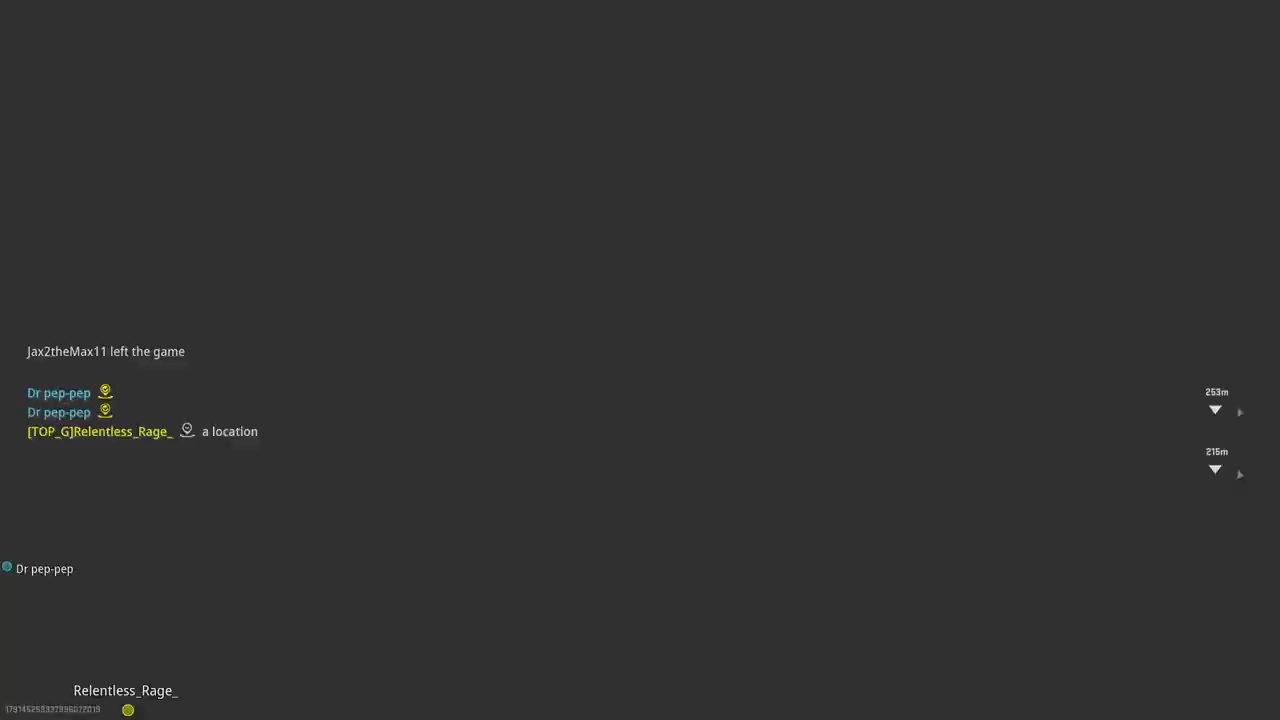 Jax2theMax11 left the game
Dr pep-pep
253m
Dr pep-pep
[TOP_G]Relentless_Rage_ a location
215m
Dr pep-pep
Relentless_Rage_